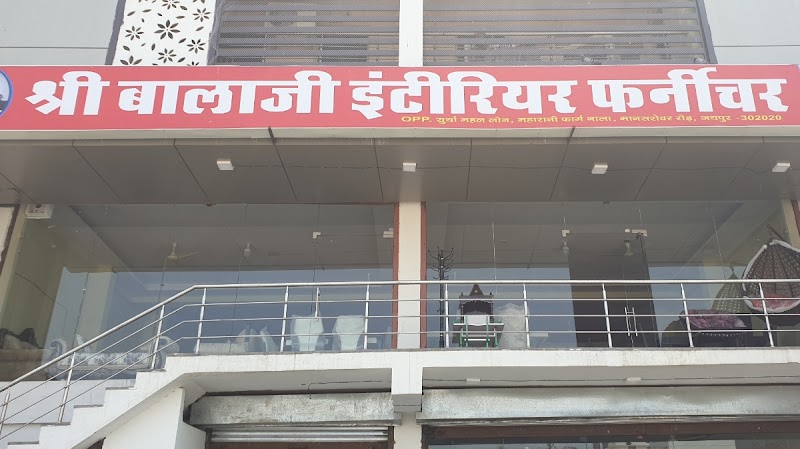 श्री बालाजी इंटीरियर फर्नीचर
OPP. सुर्या महल लोन, महारानी फार्म नाला, मानसरोवर रोड़, जयपुर -302020